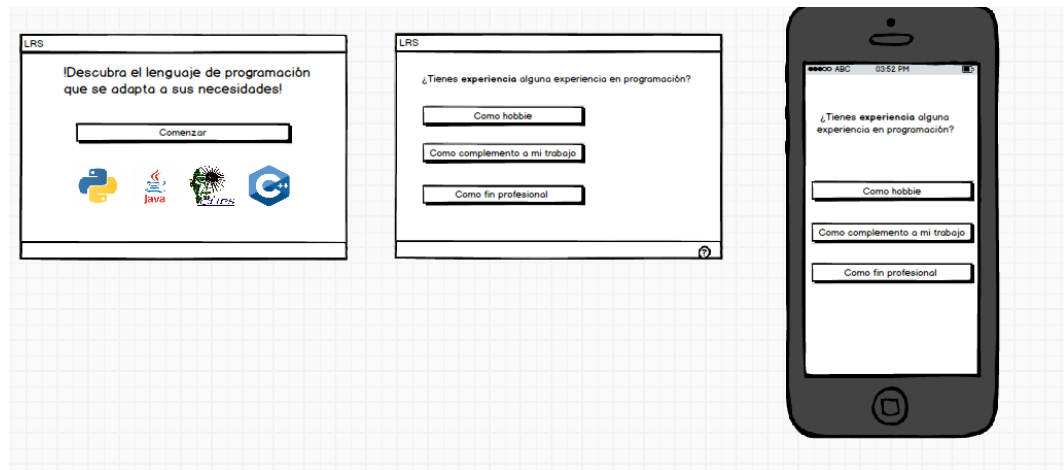 LRS
!Descubra el lenguaje de programación
que se adapta a sus necesidades!
Comenzar
Java
C++
LRS
¿Tienes experiencia alguna experiencia en programación?
Como hobbie
Como complemento a mi trabajo
Como fin profesional
?
ABC 03:52 PM
¿Tienes experiencia alguna
experiencia en programación?
Como hobbie
Como complemento a mi trabajo
Como fin profesional